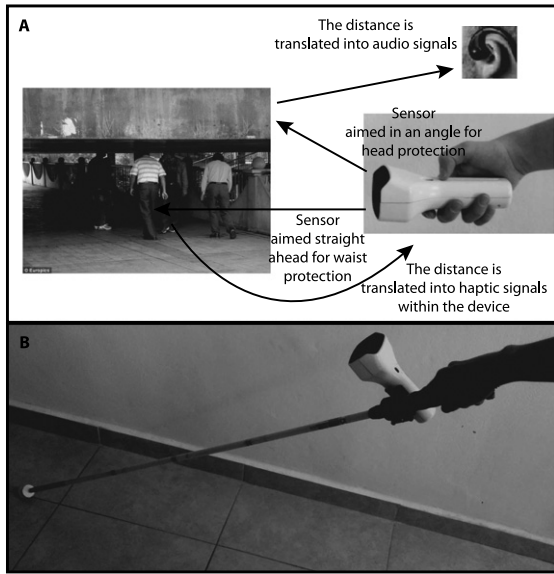 A
The distance is
translated into audio signals
Sensor
aimed in an angle for
head protection
Sensor
aimed straight
ahead for waist
protection
The distance is
translated into haptic signals
within the device
© Europics
B